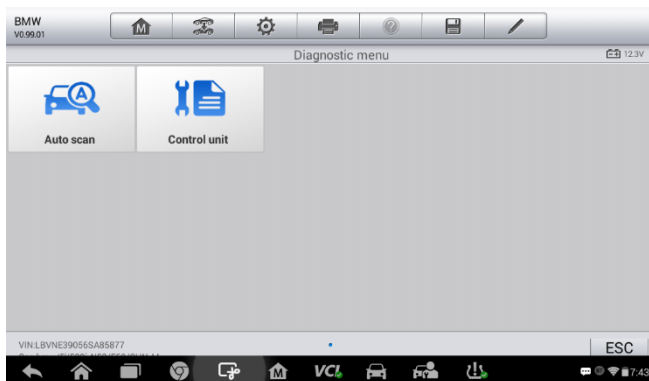 BMW
V0.99.01
M
?
Diagnostic menu
12.3V
A
Auto scan
Control unit
VIN:LBVNE39056SA85877
ESC
M
VCI
7:43